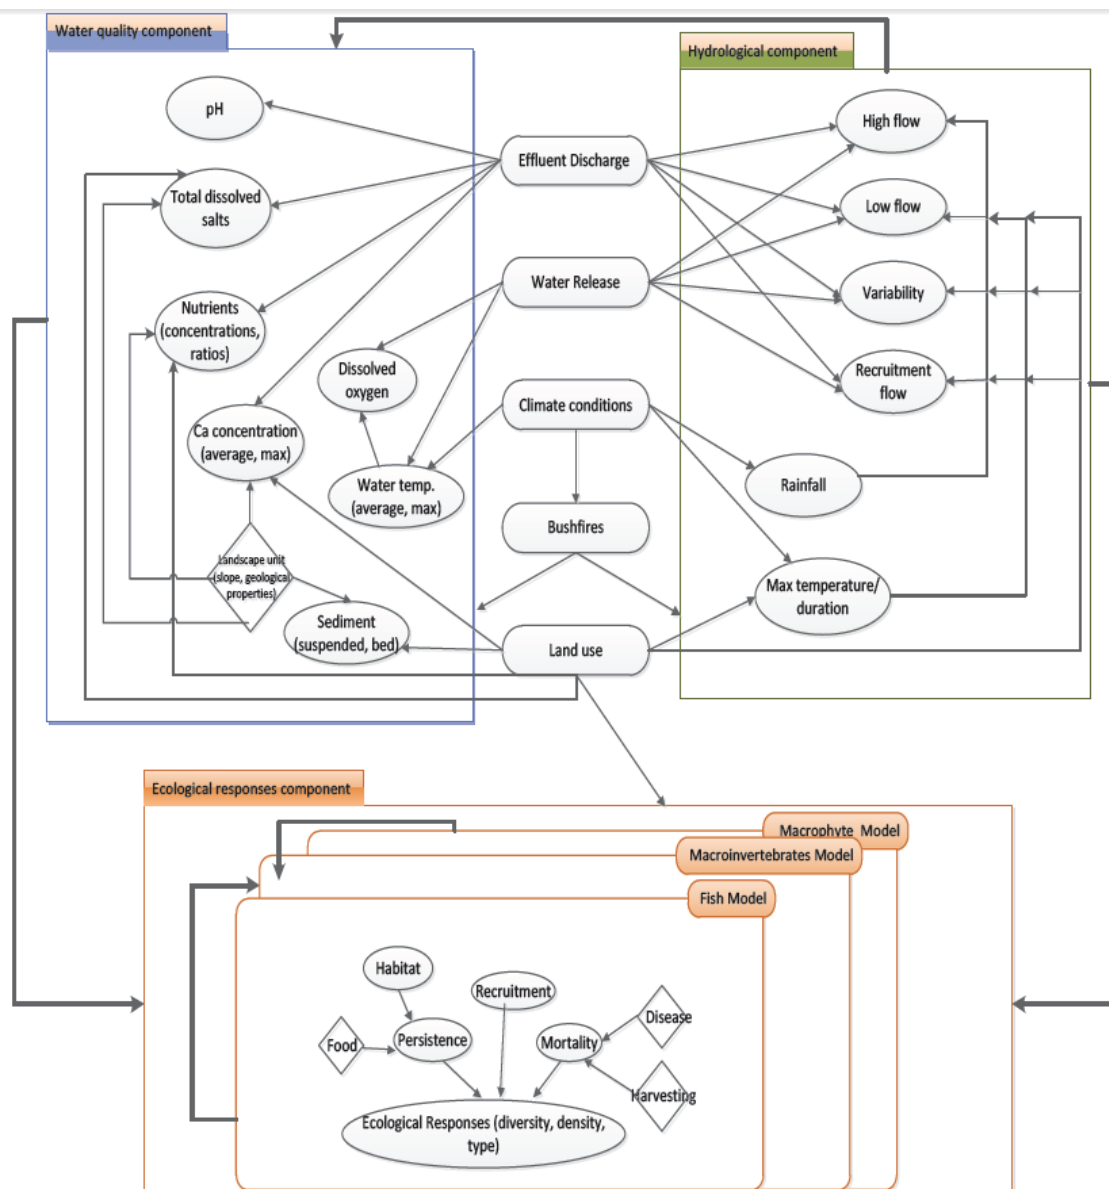 Water quality component
Hydrological component
pH
High flow
Effluent Discharge
Total dissolved
salts
Low flow
Water Release
Variability
Nutrients
(concentrations,
ratios)
Dissolved
oxygen
Recruitment
flow
Climate conditions
Ca concentration
(average, max)
Water temp.
(average, max)
Rainfall
Bushfires
Landscape unit
(slope, geological
properties)
Max temperature/
duration
Sediment
(suspended, bed)
Land use
Ecological responses component
Macrophyte Model
Macroinvertebrates Model
Fish Model
Habitat
Recruitment
Disease
Food
Persistence
Mortality
Harvesting
Ecological Responses (diversity, density,
type)